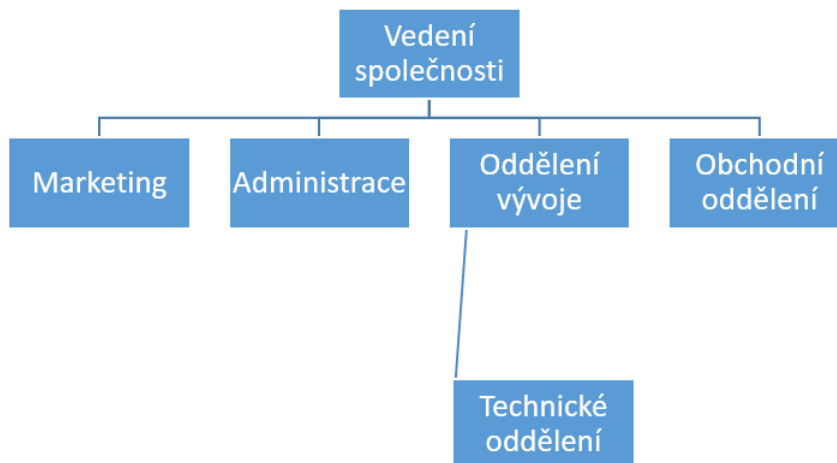 Vedení
společnosti
Marketing
Administrace
Oddělení
vývoje
Obchodní
oddělení
Technické
oddělení